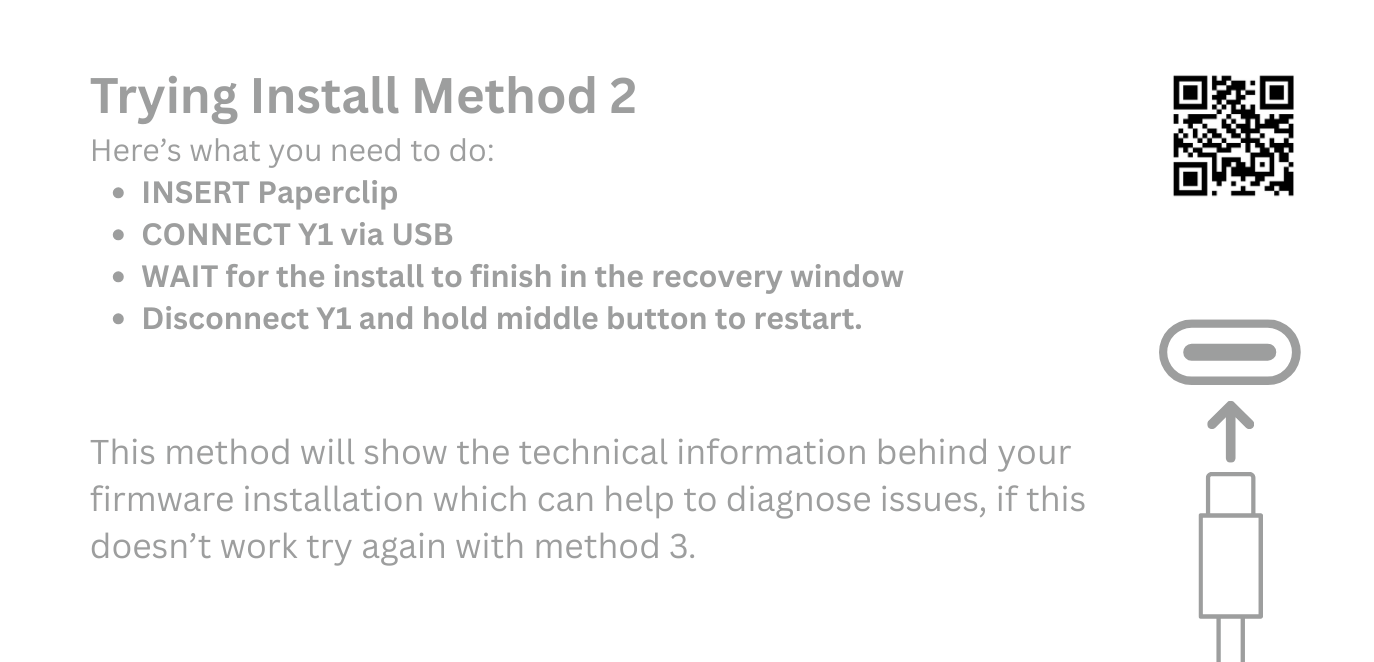 Trying Install Method 2
Here’s what you need to do:
• INSERT Paperclip
• CONNECT Y1 via USB
• WAIT for the install to finish in the recovery window
• Disconnect Y1 and hold middle button to restart.
This method will show the technical information behind your
firmware installation which can help to diagnose issues, if this
doesn’t work try again with method 3.